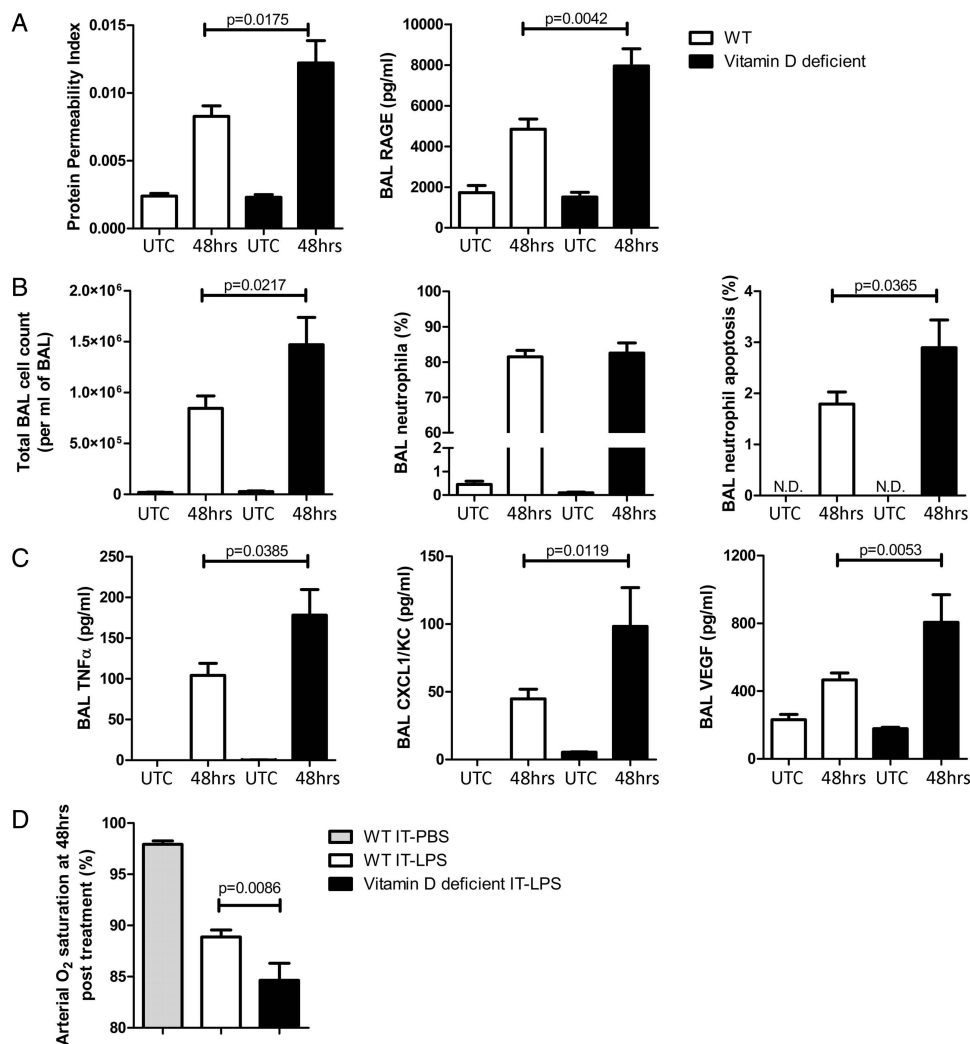 A
Protein Permeability Index
0.015
0.010
0.005
0.000
p=0.0175
UTC 48hrs UTC 48hrs
BAL RAGE (pg/ml)
10000
8000
6000
4000
2000
0
p=0.0042
UTC 48hrs UTC 48hrs
WT
Vitamin D deficient
B
Total BAL cell count
(per ml of BAL)
2.0×10⁶
1.5×10⁶
1.0×10⁶
5.0×10⁵
0
p=0.0217
UTC 48hrs UTC 48hrs
BAL neutrophila (%)
100
90
80
70
60
2
1
0
UTC 48hrs UTC 48hrs
BAL neutrophil apoptosis (%)
4
3
2
1
0
p=0.0365
N.D. N.D.
UTC 48hrs UTC 48hrs
C
BAL TNFα (pg/ml)
250
200
150
100
50
0
p=0.0385
UTC 48hrs UTC 48hrs
BAL CXCL1/KC (pg/ml)
150
100
50
0
p=0.0119
UTC 48hrs UTC 48hrs
BAL VEGF (pg/ml)
1200
800
400
0
p=0.0053
UTC 48hrs UTC 48hrs
D
Arterial O₂ saturation at 48hrs
post treatment (%)
100
95
90
85
80
p=0.0086
WT IT-PBS
WT IT-LPS
Vitamin D deficient IT-LPS